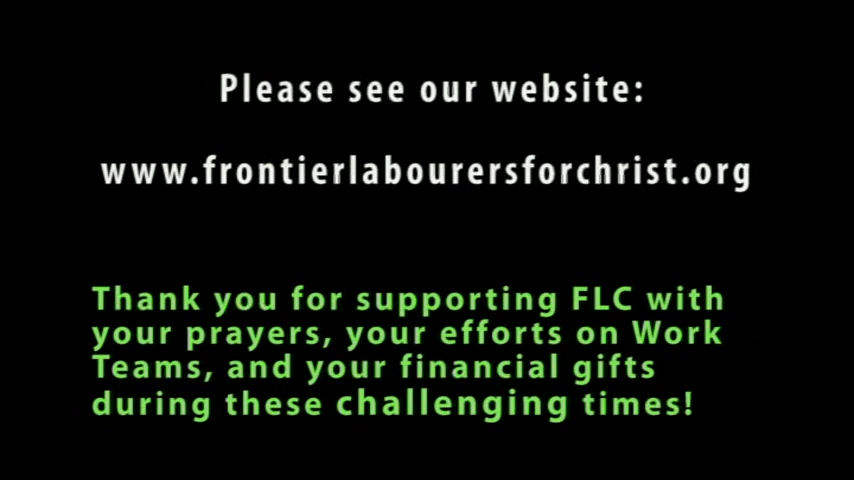 Please see our website:
www.frontierlabourersforchrist.org
Thank you for supporting FLC with
your prayers, your efforts on Work
Teams, and your financial gifts
during these challenging times!